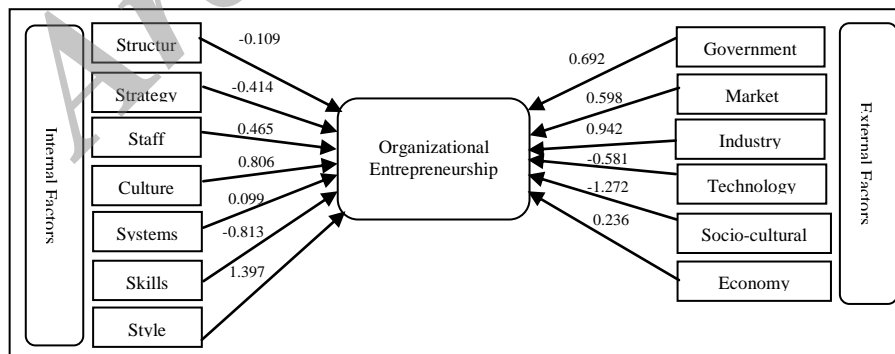 Internal Factors
Structur
Strategy
Staff
Culture
Systems
Skills
Style
-0.109
-0.414
0.465
0.806
0.099
-0.813
1.397
Organizational
Entrepreneurship
0.692
0.598
0.942
-0.581
-1.272
0.236
Government
Market
Industry
Technology
Socio-cultural
Economy
External Factors